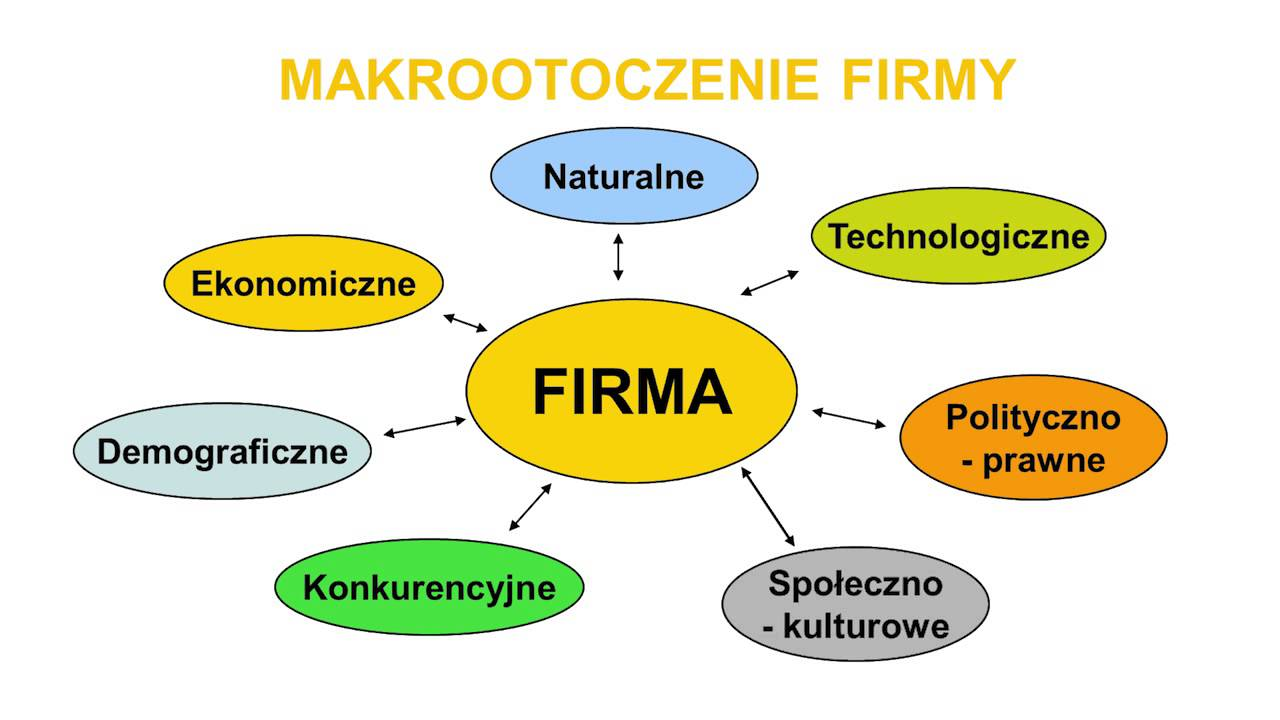 MAKROOTOCZENIE FIRMY
Naturalne
Technologiczne
Ekonomiczne
FIRMA
Polityczno
- prawne
Demograficzne
Konkurencyjne
Społeczno
- kulturowe